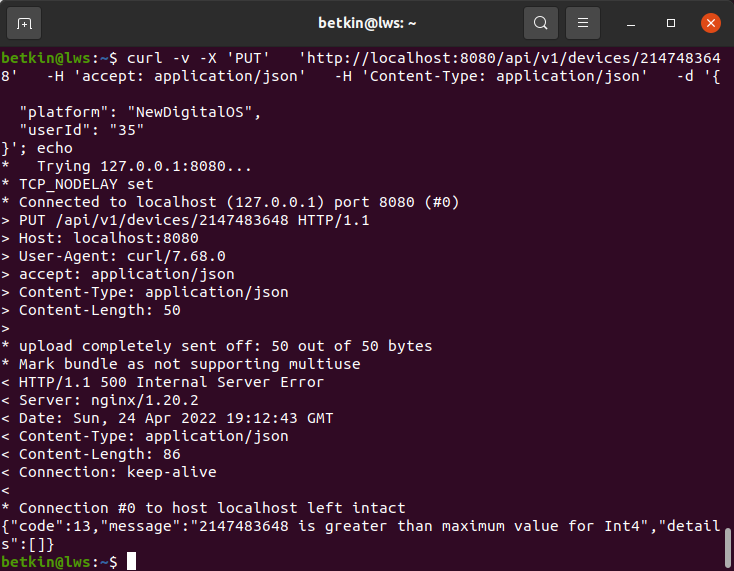 betkin@lws: ~
betkin@lws:~$ curl -v -X 'PUT'   'http://localhost:8080/api/v1/devices/214748364
8'   -H 'accept: application/json'   -H 'Content-Type: application/json'   -d '{
  "platform": "NewDigitalOS",
  "userId": "35"
}'; echo
*   Trying 127.0.0.1:8080...
* TCP_NODELAY set
* Connected to localhost (127.0.0.1) port 8080 (#0)
> PUT /api/v1/devices/2147483648 HTTP/1.1
> Host: localhost:8080
> User-Agent: curl/7.68.0
> accept: application/json
> Content-Type: application/json
> Content-Length: 50
>
* upload completely sent off: 50 out of 50 bytes
* Mark bundle as not supporting multiuse
< HTTP/1.1 500 Internal Server Error
< Server: nginx/1.20.2
< Date: Sun, 24 Apr 2022 19:12:43 GMT
< Content-Type: application/json
< Content-Length: 86
< Connection: keep-alive
<
* Connection #0 to host localhost left intact
{"code":13,"message":"2147483648 is greater than maximum value for Int4","detail
s":[]}
betkin@lws:~$